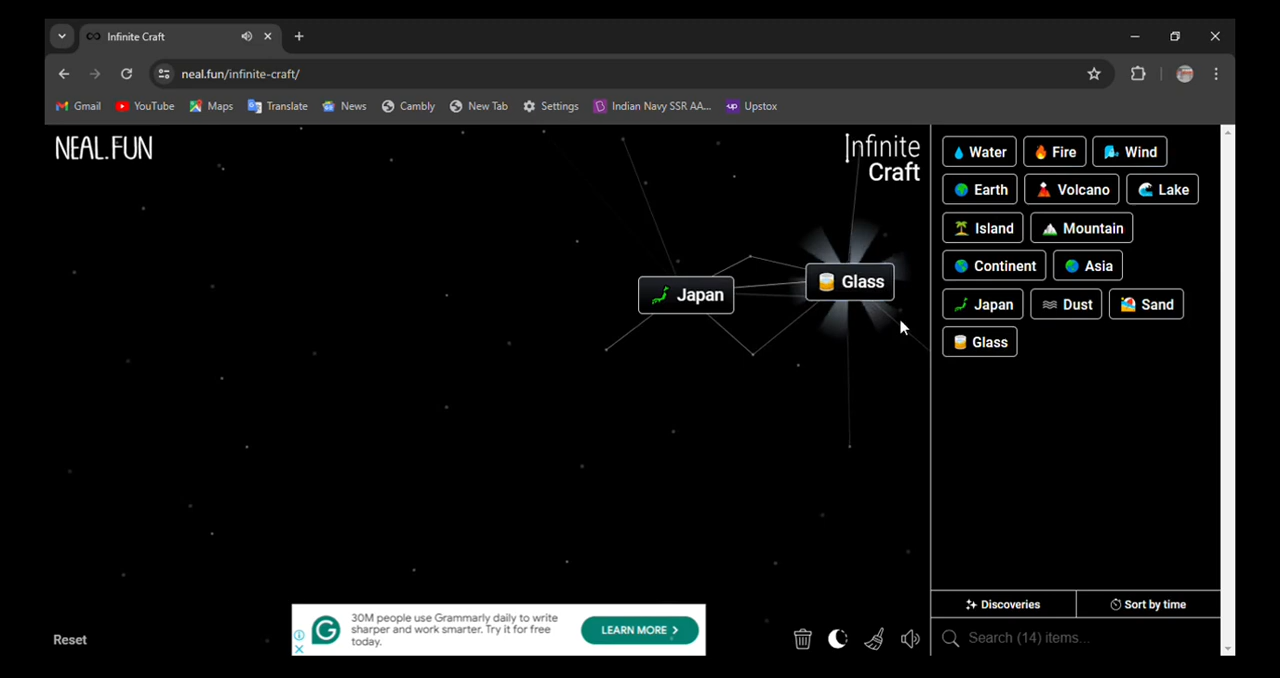 Infinite Craft
neal.fun/infinite-craft/
Gmail YouTube Maps Translate News Cambly New Tab Settings Indian Navy SSR AA... Upstox
NEAL.FUN
Infinite
Craft
Japan
Glass
Water Fire Wind
Earth Volcano Lake
Island Mountain
Continent Asia
Japan Dust Sand
Glass
Discoveries Sort by time
Search (14) items...
Reset
30M people use Grammarly daily to write
sharper and work smarter. Try it for free
today.
LEARN MORE